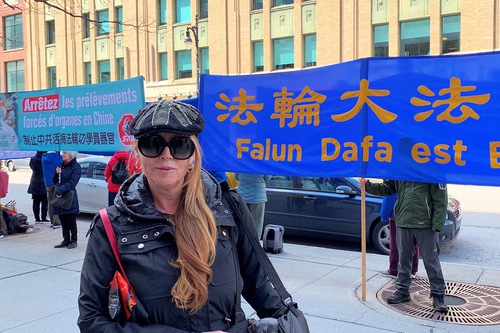 Arrêtez les prélèvements
forcés d'organes en Chine
制止中共活摘法輪功學員器官
法輪大法
Falun Dafa est B